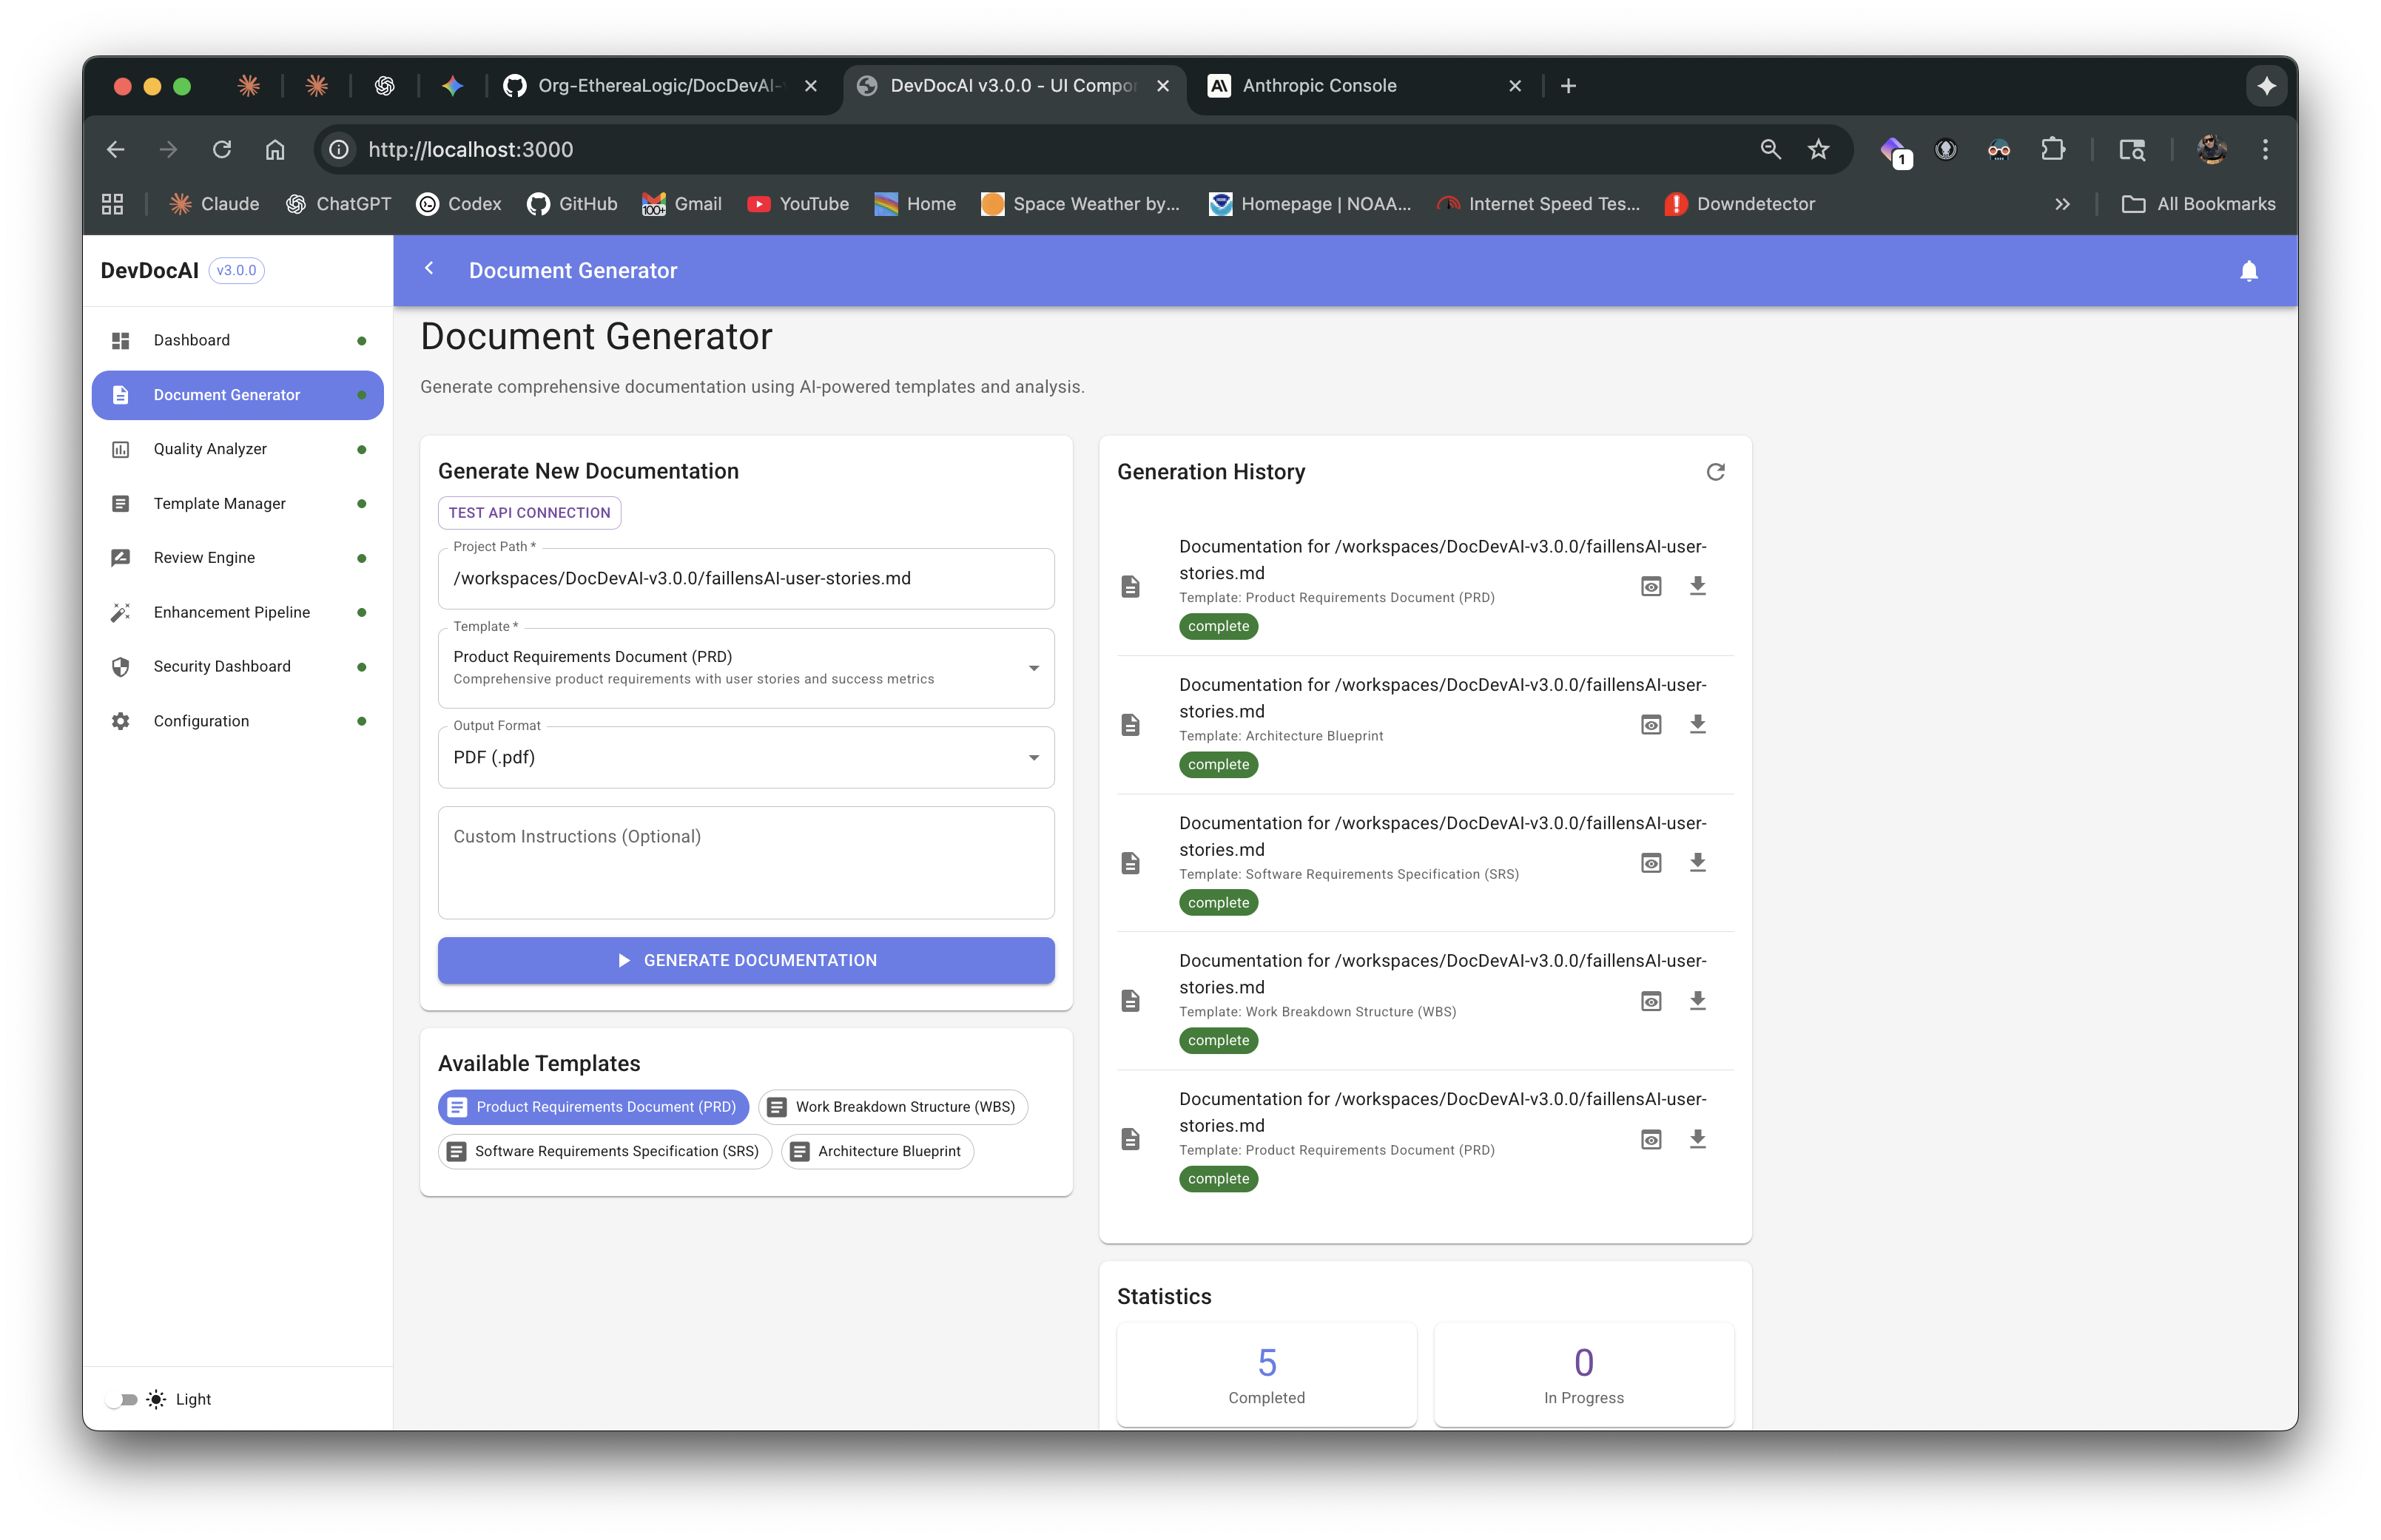 Org-EthereaLogic/DocDevAI-
DevDocAI v3.0.0 - UI Compo
Anthropic Console
http://localhost:3000
1
Claude
ChatGPT
Codex
GitHub
100+
Gmail
YouTube
Home
Space Weather by...
Homepage | NOAA...
Internet Speed Tes...
Downdetector
All Bookmarks
DevDocAI
v3.0.0
Document Generator
Dashboard
Document Generator
Quality Analyzer
Template Manager
Review Engine
Enhancement Pipeline
Security Dashboard
Configuration
Light
Document Generator
Generate comprehensive documentation using AI-powered templates and analysis.
Generate New Documentation
TEST API CONNECTION
Project Path *
/workspaces/DocDevAI-v3.0.0/faillensAI-user-stories.md
Template *
Product Requirements Document (PRD)
Comprehensive product requirements with user stories and success metrics
Output Format
PDF (.pdf)
Custom Instructions (Optional)
GENERATE DOCUMENTATION
Available Templates
Product Requirements Document (PRD)
Work Breakdown Structure (WBS)
Software Requirements Specification (SRS)
Architecture Blueprint
Generation History
Documentation for /workspaces/DocDevAI-v3.0.0/faillensAI-user-
stories.md
Template: Product Requirements Document (PRD)
complete
Documentation for /workspaces/DocDevAI-v3.0.0/faillensAI-user-
stories.md
Template: Architecture Blueprint
complete
Documentation for /workspaces/DocDevAI-v3.0.0/faillensAI-user-
stories.md
Template: Software Requirements Specification (SRS)
complete
Documentation for /workspaces/DocDevAI-v3.0.0/faillensAI-user-
stories.md
Template: Work Breakdown Structure (WBS)
complete
Documentation for /workspaces/DocDevAI-v3.0.0/faillensAI-user-
stories.md
Template: Product Requirements Document (PRD)
complete
Statistics
5
Completed
0
In Progress